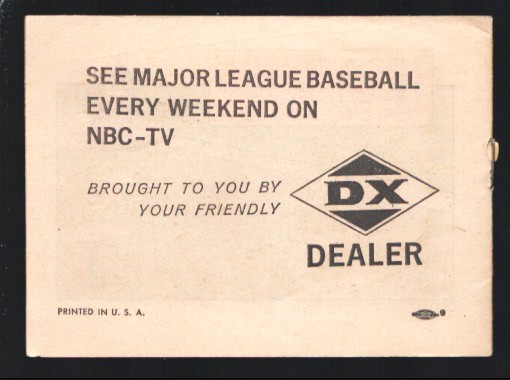 SEE MAJOR LEAGUE BASEBALL
EVERY WEEKEND ON
NBC-TV
BROUGHT TO YOU BY
YOUR FRIENDLY
DX
DEALER
PRINTED IN U. S. A.
9